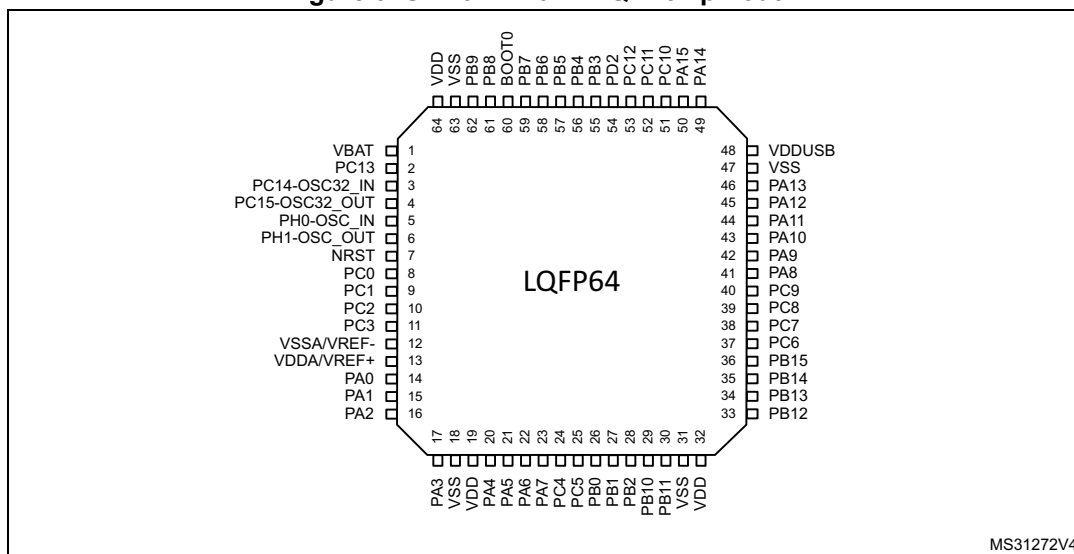 VDD VSS PB9 PB8 BOOT0 PB7 PB6 PB5 PB4 PB3 PD2 PC12 PC11 PC10 PA15 PA14
64 63 62 61 60 59 58 57 56 55 54 53 52 51 50 49
VBAT 1 48 VDDUSB
PC13 2 47 VSS
PC14-OSC32_IN 3 46 PA13
PC15-OSC32_OUT 4 45 PA12
PH0-OSC_IN 5 44 PA11
PH1-OSC_OUT 6 43 PA10
NRST 7 42 PA9
PC0 8 41 PA8
PC1 9 40 PC9
PC2 10 39 PC8
PC3 11 38 PC7
VSSA/VREF- 12 37 PC6
VDDA/VREF+ 13 36 PB15
PA0 14 35 PB14
PA1 15 34 PB13
PA2 16 33 PB12
LQFP64
17 18 19 20 21 22 23 24 25 26 27 28 29 30 31 32
PA3 VSS VDD PA4 PA5 PA6 PA7 PC4 PC5 PB0 PB1 PB2 PB10 PB11 VSS VDD
MS31272V4